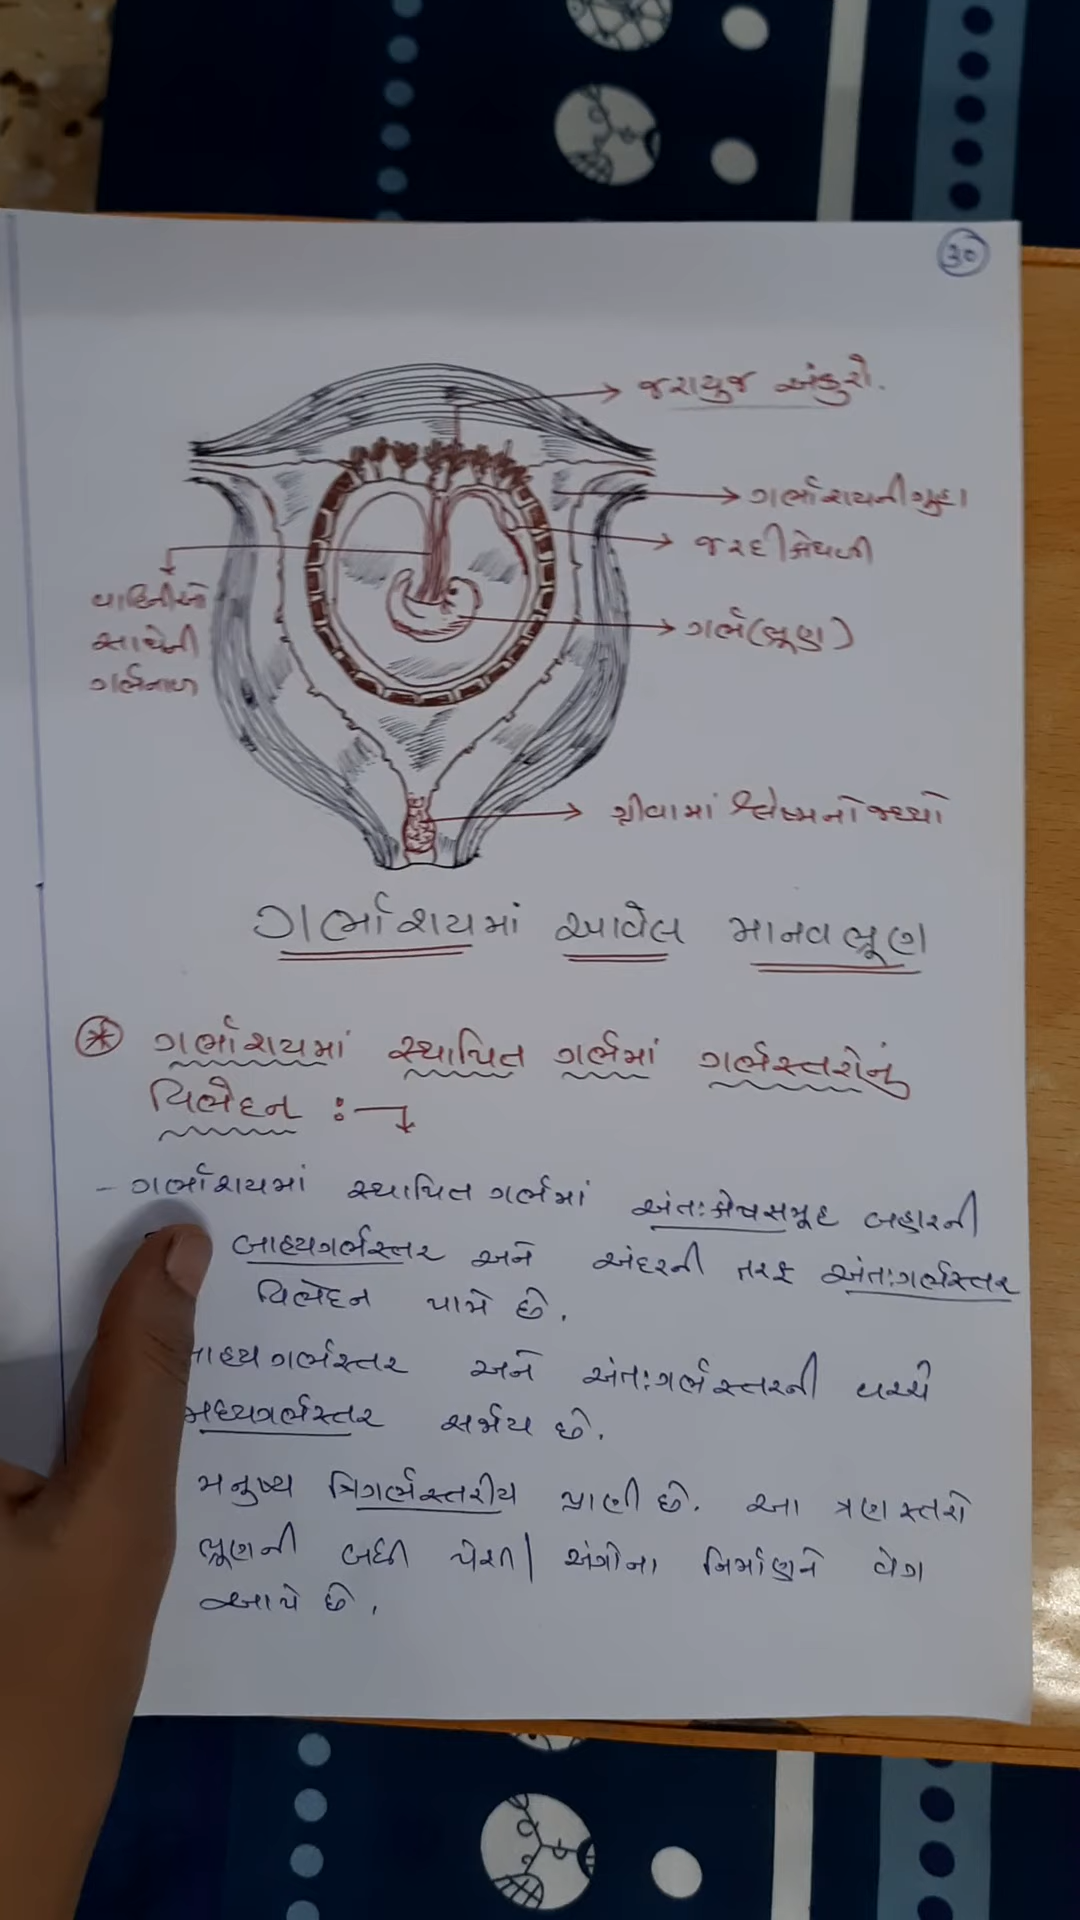 ૩૦
જરાયુજ અંકુરો.
ગર્ભાશયની ગુહા
જરદી કોથળી
વાહિનીઓ
સાથેની
ગર્ભનાળ
ગર્ભ(ભ્રૂણ)
ગ્રીવામાં શ્લેષ્મનો જથ્થો
ગર્ભાશયમાં આવેલ માનવભ્રૂણ
* ગર્ભાશયમાં સ્થાપિત ગર્ભમાં ગર્ભસ્તરોનું
વિભેદન :→
- ગર્ભાશયમાં સ્થાપિત ગર્ભમાં અંતઃકોષસમૂહ બહારની
બાહ્યગર્ભસ્તર અને અંદરની તરફ અંતઃગર્ભસ્તર
વિભેદન પામે છે.
બાહ્યગર્ભસ્તર અને અંતઃગર્ભસ્તરની વચ્ચે
મધ્યગર્ભસ્તર સર્જાય છે.
મનુષ્ય ત્રિગર્ભસ્તરીય પ્રાણી છે. આ ત્રણ સ્તરો
ભ્રૂણની બધી પેશી| અંગોના નિર્માણને વેગ
આપે છે.